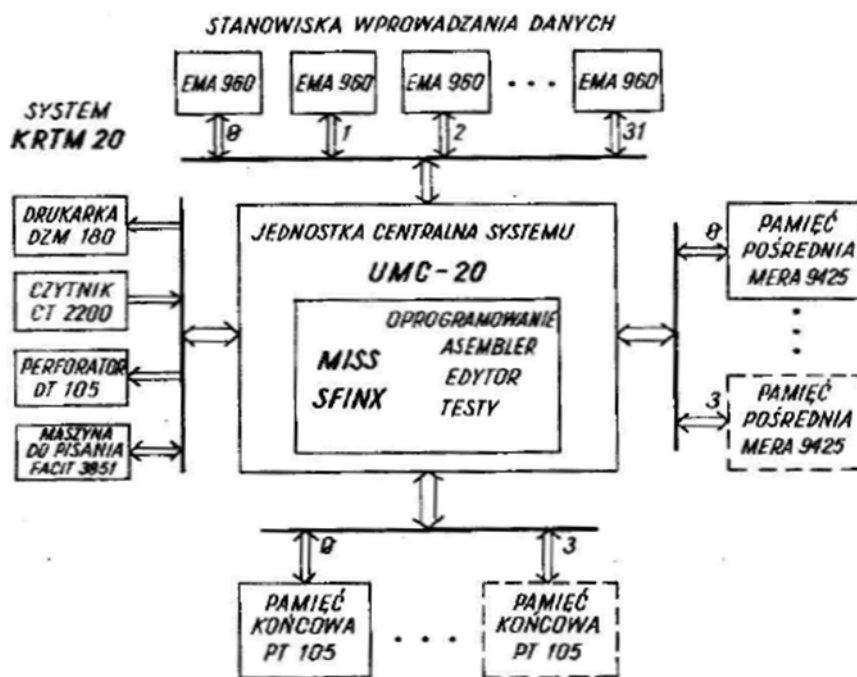 STANOWISKA WPROWADZANIA DANYCH
EMA 960
EMA 960
EMA 960
...
EMA 960
SYSTEM
KRTM 20
0
1
2
31
DRUKARKA
DZM 180
CZYTNIK
CT 2200
PERFORATOR
DT 105
MASZYNA
DO PISANIA
FACIT 3851
JEDNOSTKA CENTRALNA SYSTEMU
UMC-20
OPROGRAMOWANIE
MISS
ASEMBLER
EDYTOR
SFINX
TESTY
0
PAMIĘĆ
POŚREDNIA
MERA 9425
3
PAMIĘĆ
POŚREDNIA
MERA 9425
0
3
PAMIĘĆ
KOŃCOWA
PT 105
...
PAMIĘĆ
KOŃCOWA
PT 105